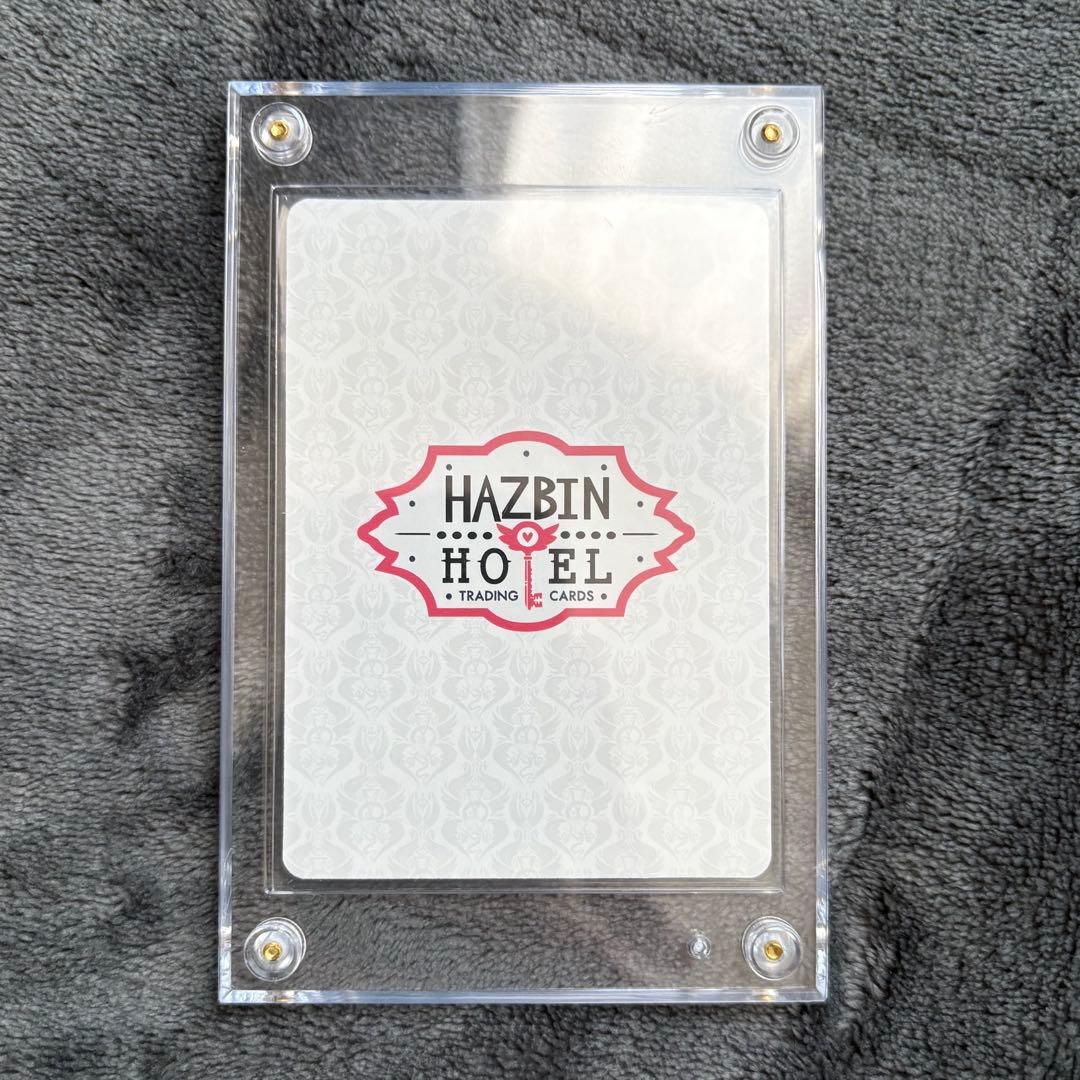 HAZBIN
HOTEL
• TRADING CARDS •